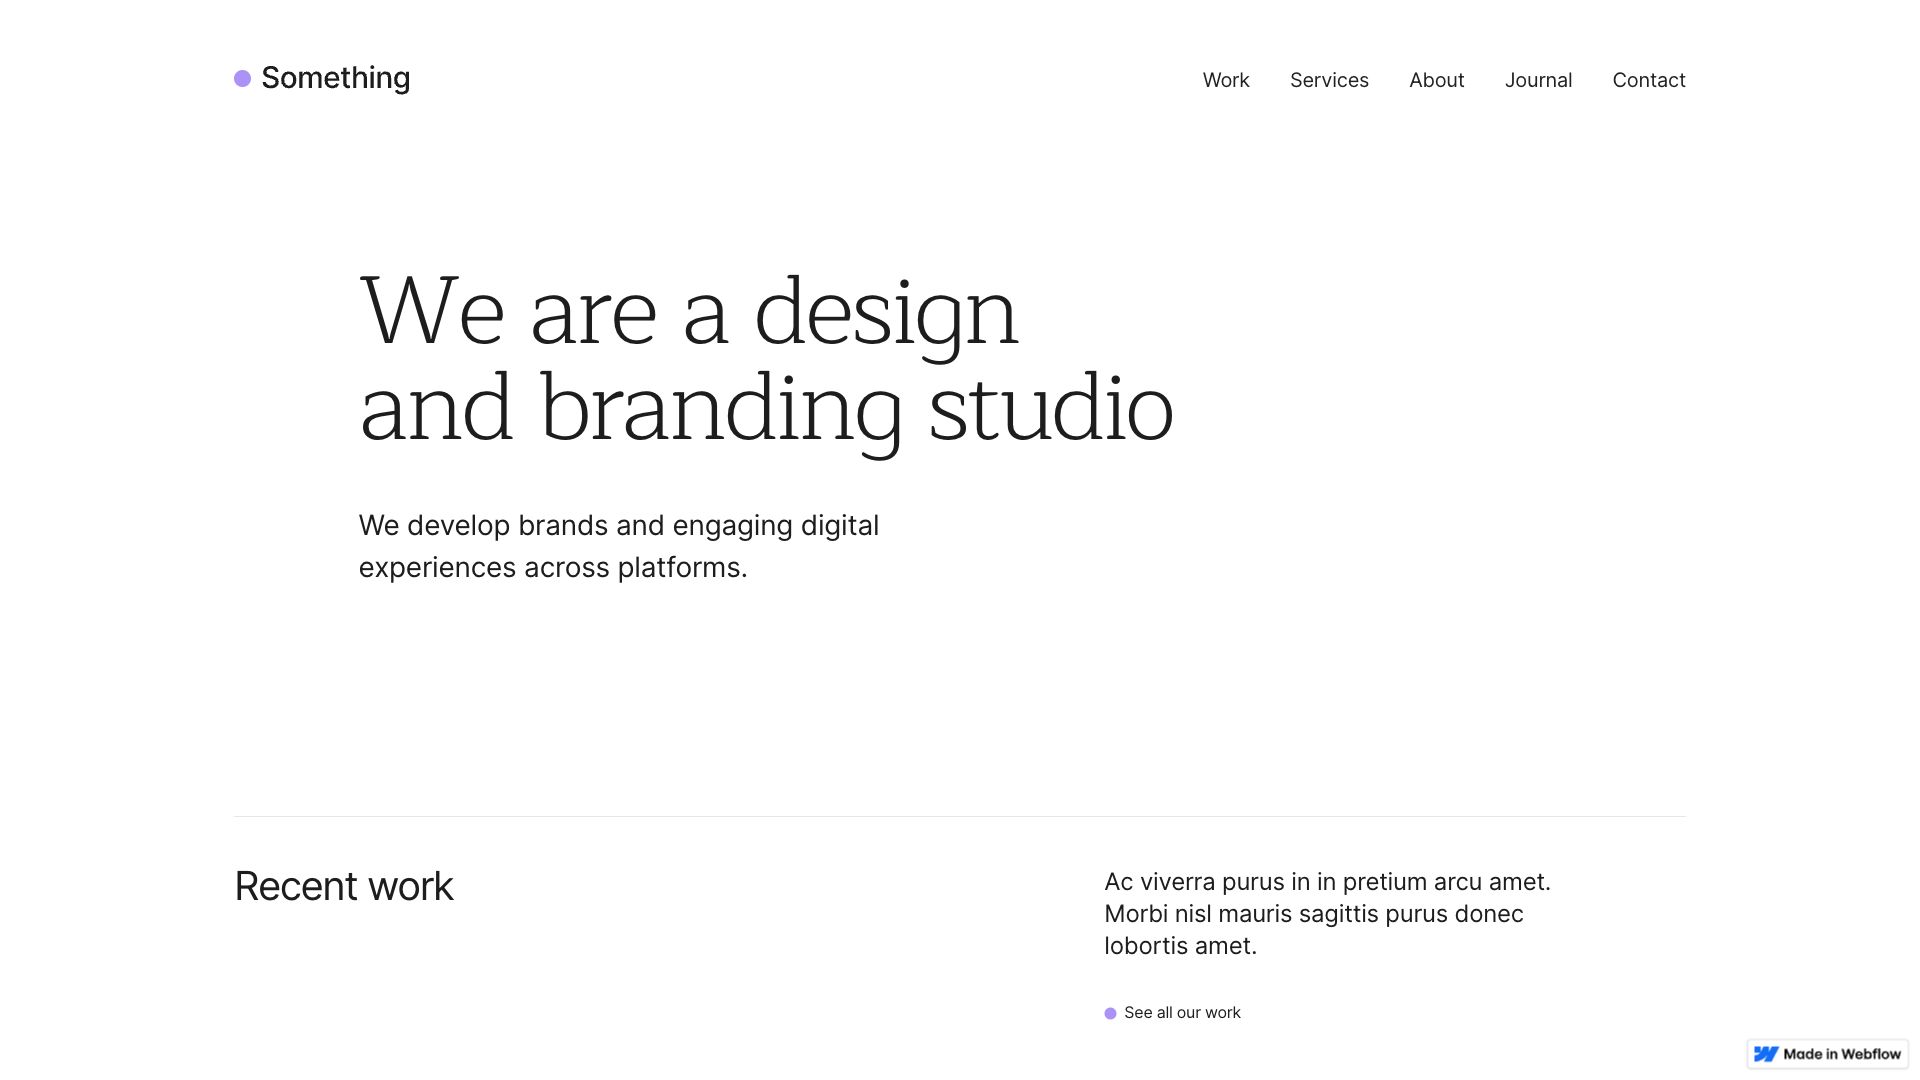 Something
Work
Services
About
Journal
Contact
We are a design
and branding studio
We develop brands and engaging digital
experiences across platforms.
Recent work
Ac viverra purus in in pretium arcu amet.
Morbi nisl mauris sagittis purus donec
lobortis amet.
See all our work
Made in Webflow